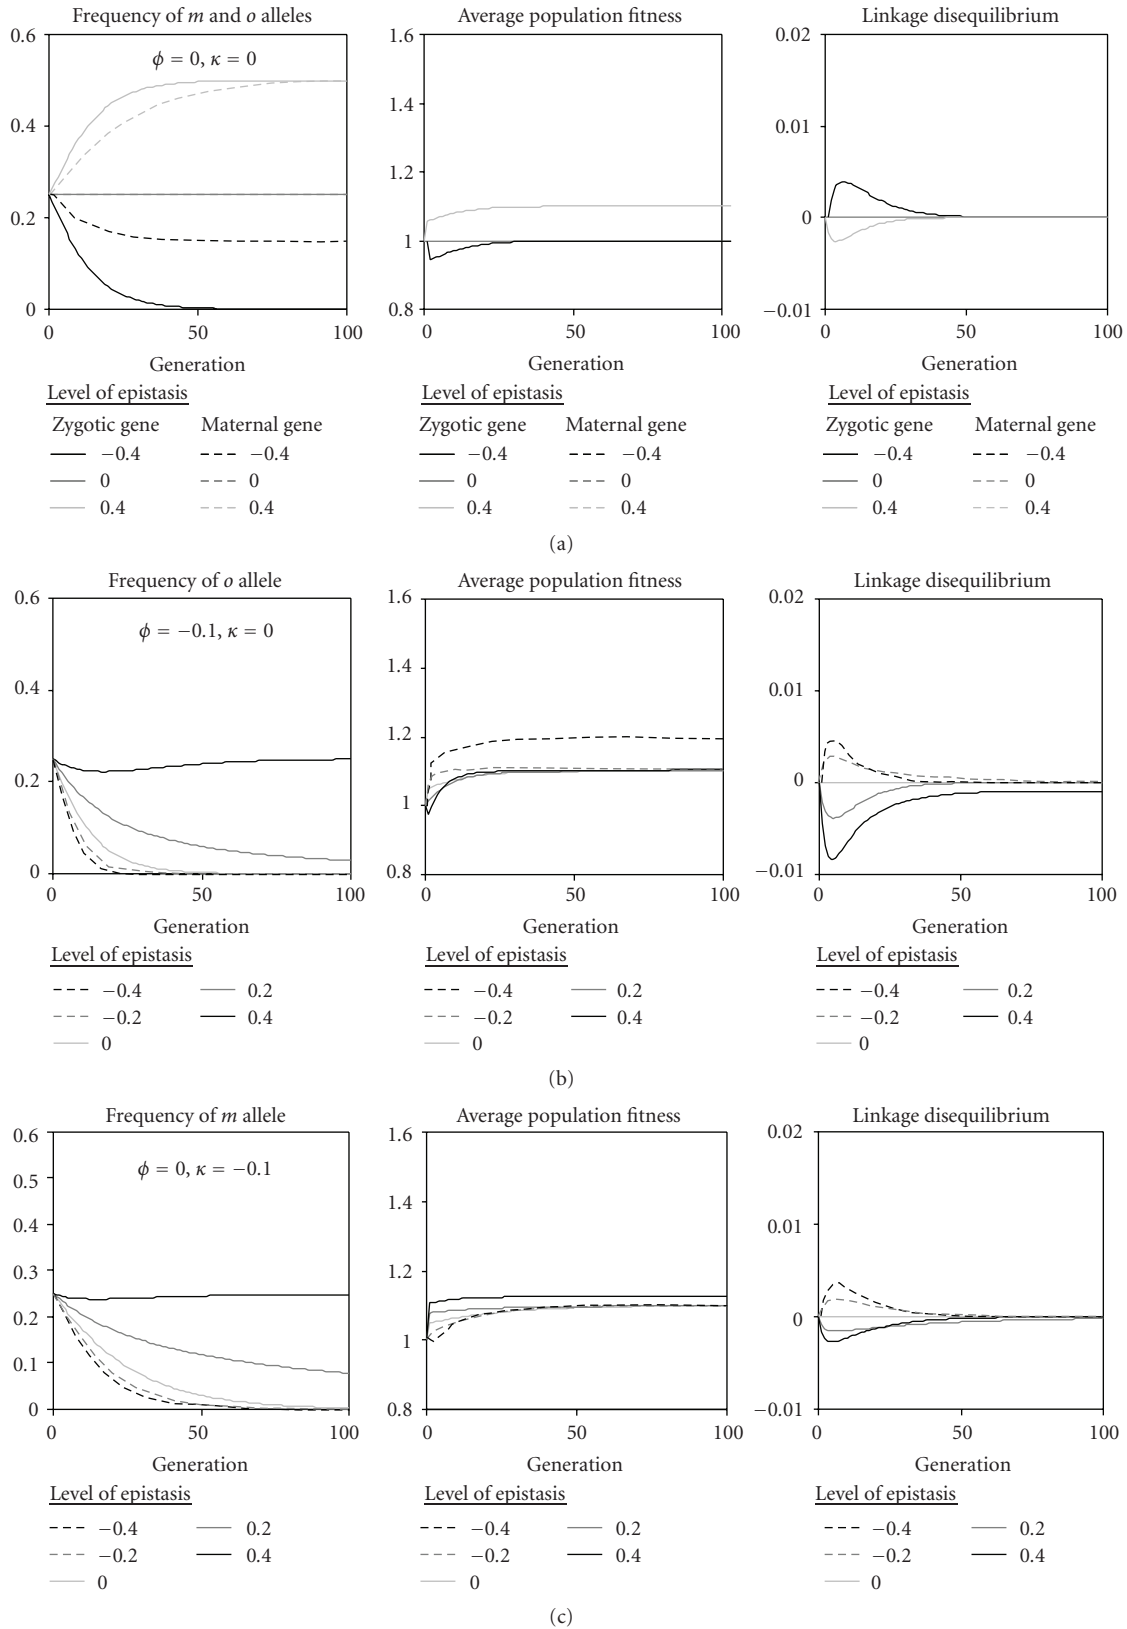 Frequency of m and o alleles
Average population fitness
Linkage disequilibrium
0.6
0.4
0.2
0
ϕ = 0, κ = 0
0
50
100
Generation
1.6
1.4
1.2
1
0.8
0
50
100
Generation
0.02
0.01
0
−0.01
0
50
100
Generation
Level of epistasis
Zygotic gene Maternal gene
−0.4 −0.4
0 0
0.4 0.4
Level of epistasis
Zygotic gene Maternal gene
−0.4 −0.4
0 0
0.4 0.4
Level of epistasis
Zygotic gene Maternal gene
−0.4 −0.4
0 0
0.4 0.4
(a)
Frequency of o allele
Average population fitness
Linkage disequilibrium
0.6
0.4
0.2
0
ϕ = −0.1, κ = 0
0
50
100
Generation
1.6
1.4
1.2
1
0.8
0
50
100
Generation
0.02
0.01
0
−0.01
0
50
100
Generation
Level of epistasis
−0.4 0.2
−0.2 0.4
0
Level of epistasis
−0.4 0.2
−0.2 0.4
0
Level of epistasis
−0.4 0.2
−0.2 0.4
0
(b)
Frequency of m allele
Average population fitness
Linkage disequilibrium
0.6
0.5
0.4
0.3
0.2
0.1
0
ϕ = 0, κ = −0.1
0
50
100
Generation
1.6
1.4
1.2
1
0.8
0
50
100
Generation
0.02
0.01
0
−0.01
0
50
100
Generation
Level of epistasis
−0.4 0.2
−0.2 0.4
0
Level of epistasis
−0.4 0.2
−0.2 0.4
0
Level of epistasis
−0.4 0.2
−0.2 0.4
0
(c)